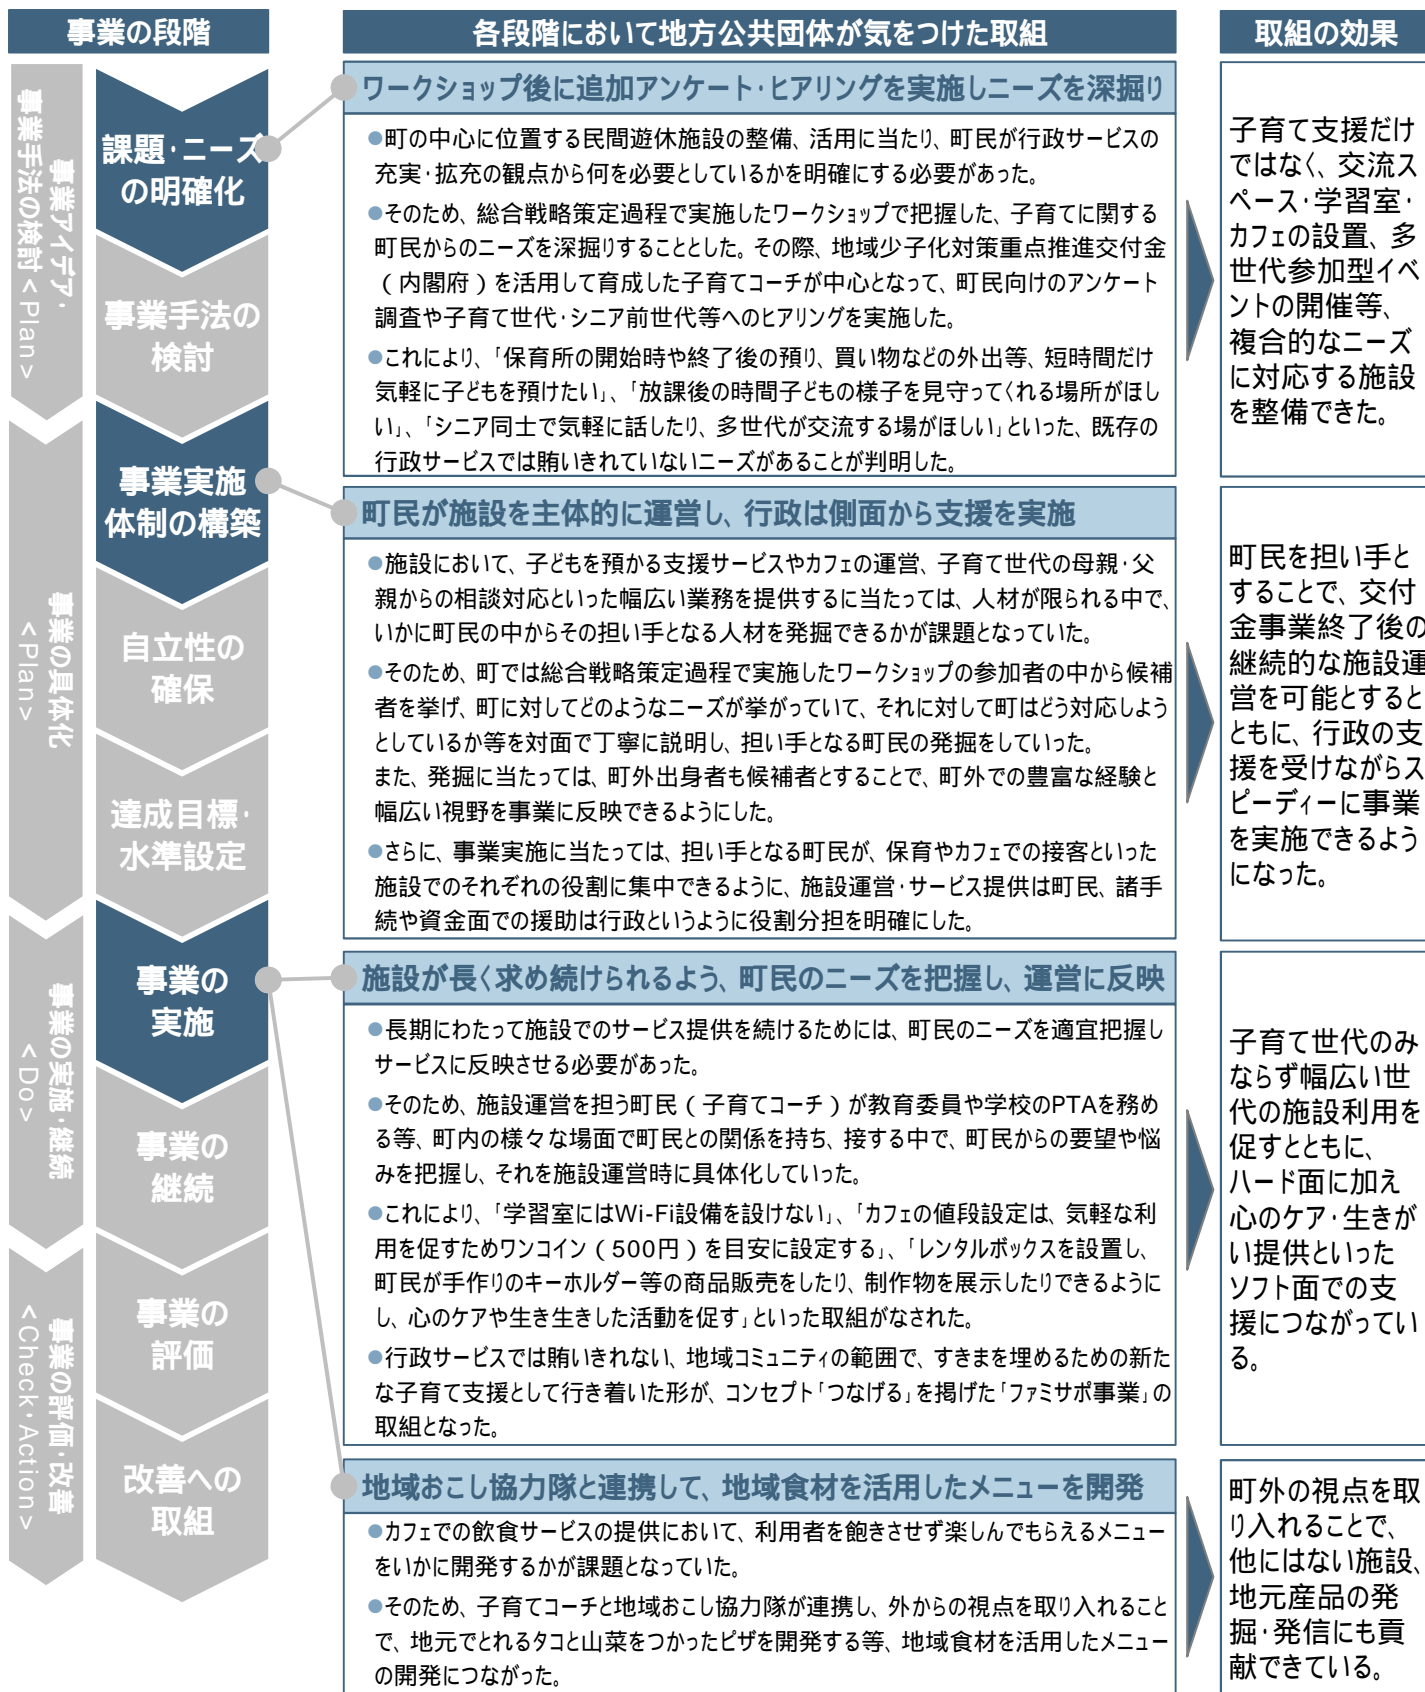 事業の段階
各段階において地方公共団体が気をつけた取組
取組の効果
事業アイデア・
事業手法の検討<Plan>
事業の具体化
<Plan>
事業の実施・継続
<Do>
事業の評価・改善
<Check・Action>
課題・ニーズ
の明確化
事業手法の
検討
事業実施
体制の構築
自立性の
確保
達成目標・
水準設定
事業の
実施
事業の
継続
事業の
評価
改善への
取組
ワークショップ後に追加アンケート・ヒアリングを実施しニーズを深掘り
●町の中心に位置する民間遊休施設の整備、活用に当たり、町民が行政サービスの
充実・拡充の観点から何を必要としているかを明確にする必要があった。
●そのため、総合戦略策定過程で実施したワークショップで把握した、子育てに関する
町民からのニーズを深掘りすることとした。その際、地域少子化対策重点推進交付金
(内閣府)を活用して育成した子育てコーチが中心となって、町民向けのアンケート
調査や子育て世代・シニア前世代等へのヒアリングを実施した。
●これにより、「保育所の開始時や終了後の預り、買い物などの外出等、短時間だけ
気軽に子どもを預けたい」、「放課後の時間子どもの様子を見守ってくれる場所がほし
い」、「シニア同士で気軽に話したり、多世代が交流する場がほしい」といった、既存の
行政サービスでは賄いきれていないニーズがあることが判明した。
子育て支援だけ
ではなく、交流ス
ペース・学習室・
カフェの設置、多
世代参加型イベ
ントの開催等、
複合的なニーズ
に対応する施設
を整備できた。
町民が施設を主体的に運営し、行政は側面から支援を実施
●施設において、子どもを預かる支援サービスやカフェの運営、子育て世代の母親・父
親からの相談対応といった幅広い業務を提供するに当たっては、人材が限られる中で、
いかに町民の中からその担い手となる人材を発掘できるかが課題となっていた。
●そのため、町では総合戦略策定過程で実施したワークショップの参加者の中から候補
者を挙げ、町に対してどのようなニーズが挙がっていて、それに対して町はどう対応しよう
としているか等を対面で丁寧に説明し、担い手となる町民の発掘をしていった。
また、発掘に当たっては、町外出身者も候補者とすることで、町外での豊富な経験と
幅広い視野を事業に反映できるようにした。
●さらに、事業実施に当たっては、担い手となる町民が、保育やカフェでの接客といった
施設でのそれぞれの役割に集中できるように、施設運営・サービス提供は町民、諸手
続や資金面での援助は行政というように役割分担を明確にした。
町民を担い手と
することで、交付
金事業終了後の
継続的な施設運
営を可能とすると
ともに、行政の支
援を受けながらス
ピーディーに事業
を実施できるよう
になった。
施設が長く求め続けられるよう、町民のニーズを把握し、運営に反映
●長期にわたって施設でのサービス提供を続けるためには、町民のニーズを適宜把握し
サービスに反映させる必要があった。
●そのため、施設運営を担う町民(子育てコーチ)が教育委員や学校のPTAを務め
る等、町内の様々な場面で町民との関係を持ち、接する中で、町民からの要望や悩
みを把握し、それを施設運営時に具体化していった。
●これにより、「学習室にはWi-Fi設備を設けない」、「カフェの値段設定は、気軽な利
用を促すためワンコイン(500円)を目安に設定する」、「レンタルボックスを設置し、
町民が手作りのキーホルダー等の商品販売をしたり、制作物を展示したりできるように
し、心のケアや生き生きした活動を促す」といった取組がなされた。
●行政サービスでは賄いきれない、地域コミュニティの範囲で、すきまを埋めるための新た
な子育て支援として行き着いた形が、コンセプト「つなげる」を掲げた「ファミサポ事業」の
取組となった。
子育て世代のみ
ならず幅広い世
代の施設利用を
促すとともに、
ハード面に加え
心のケア・生きが
い提供といった
ソフト面での支
援につながってい
る。
地域おこし協力隊と連携して、地域食材を活用したメニューを開発
●カフェでの飲食サービスの提供において、利用者を飽きさせず楽しんでもらえるメニュー
をいかに開発するかが課題となっていた。
●そのため、子育てコーチと地域おこし協力隊が連携し、外からの視点を取り入れること
で、地元でとれるタコと山菜をつかったピザを開発する等、地域食材を活用したメニュー
の開発につながった。
町外の視点を取
り入れることで、
他にはない施設、
地元産品の発
掘・発信にも貢
献できている。